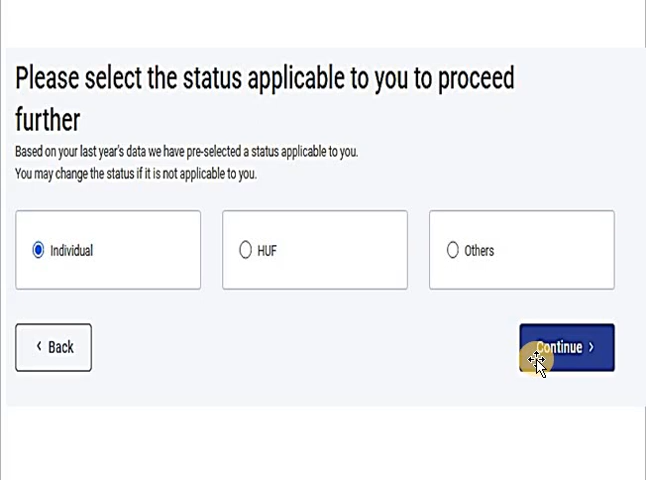 Please select the status applicable to you to proceed
further
Based on your last year's data we have pre-selected a status applicable to you.
You may change the status if it is not applicable to you.
Individual
HUF
Others
Back
Continue